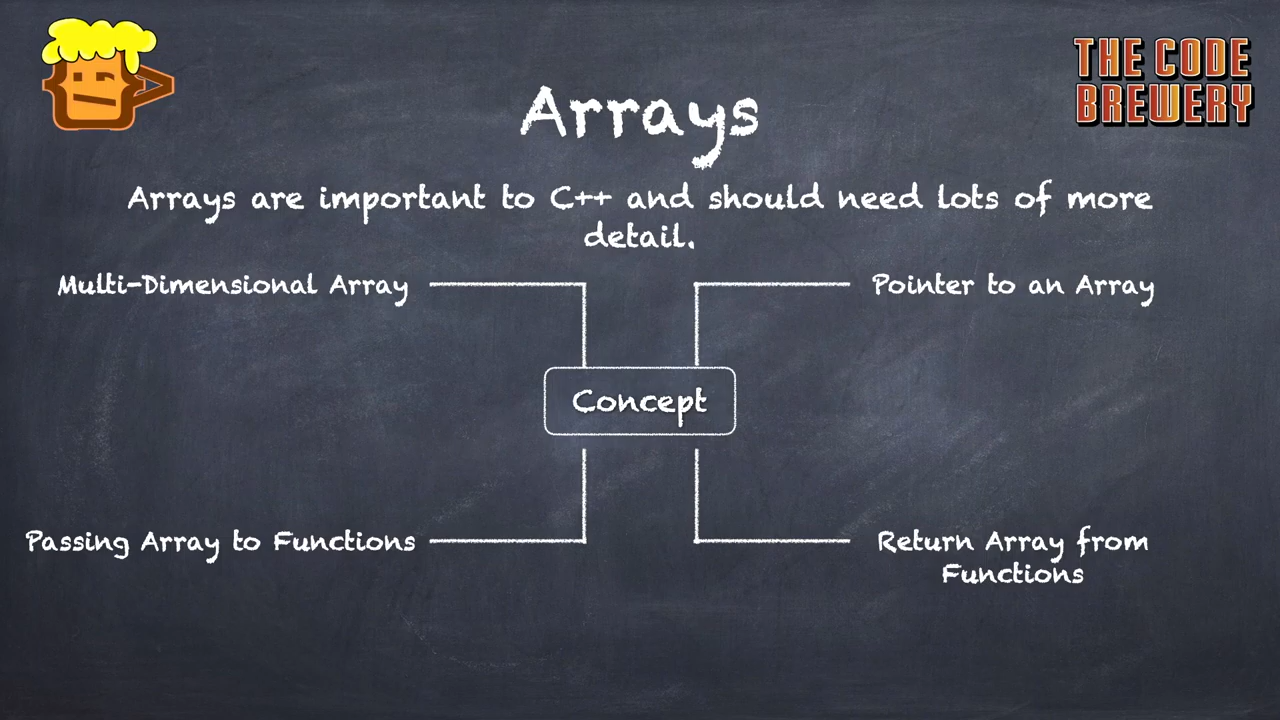 THE CODE
BREWERY
Arrays
Arrays are important to C++ and should need lots of more
detail.
Multi-Dimensional Array
Pointer to an Array
Concept
Passing Array to Functions
Return Array from
Functions